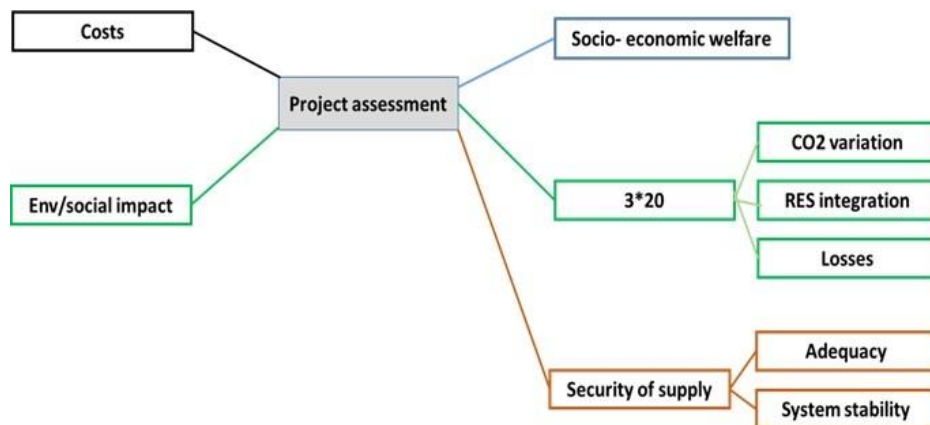 Costs
Socio- economic welfare
Project assessment
CO2 variation
Env/social impact
3*20
RES integration
Losses
Adequacy
Security of supply
System stability